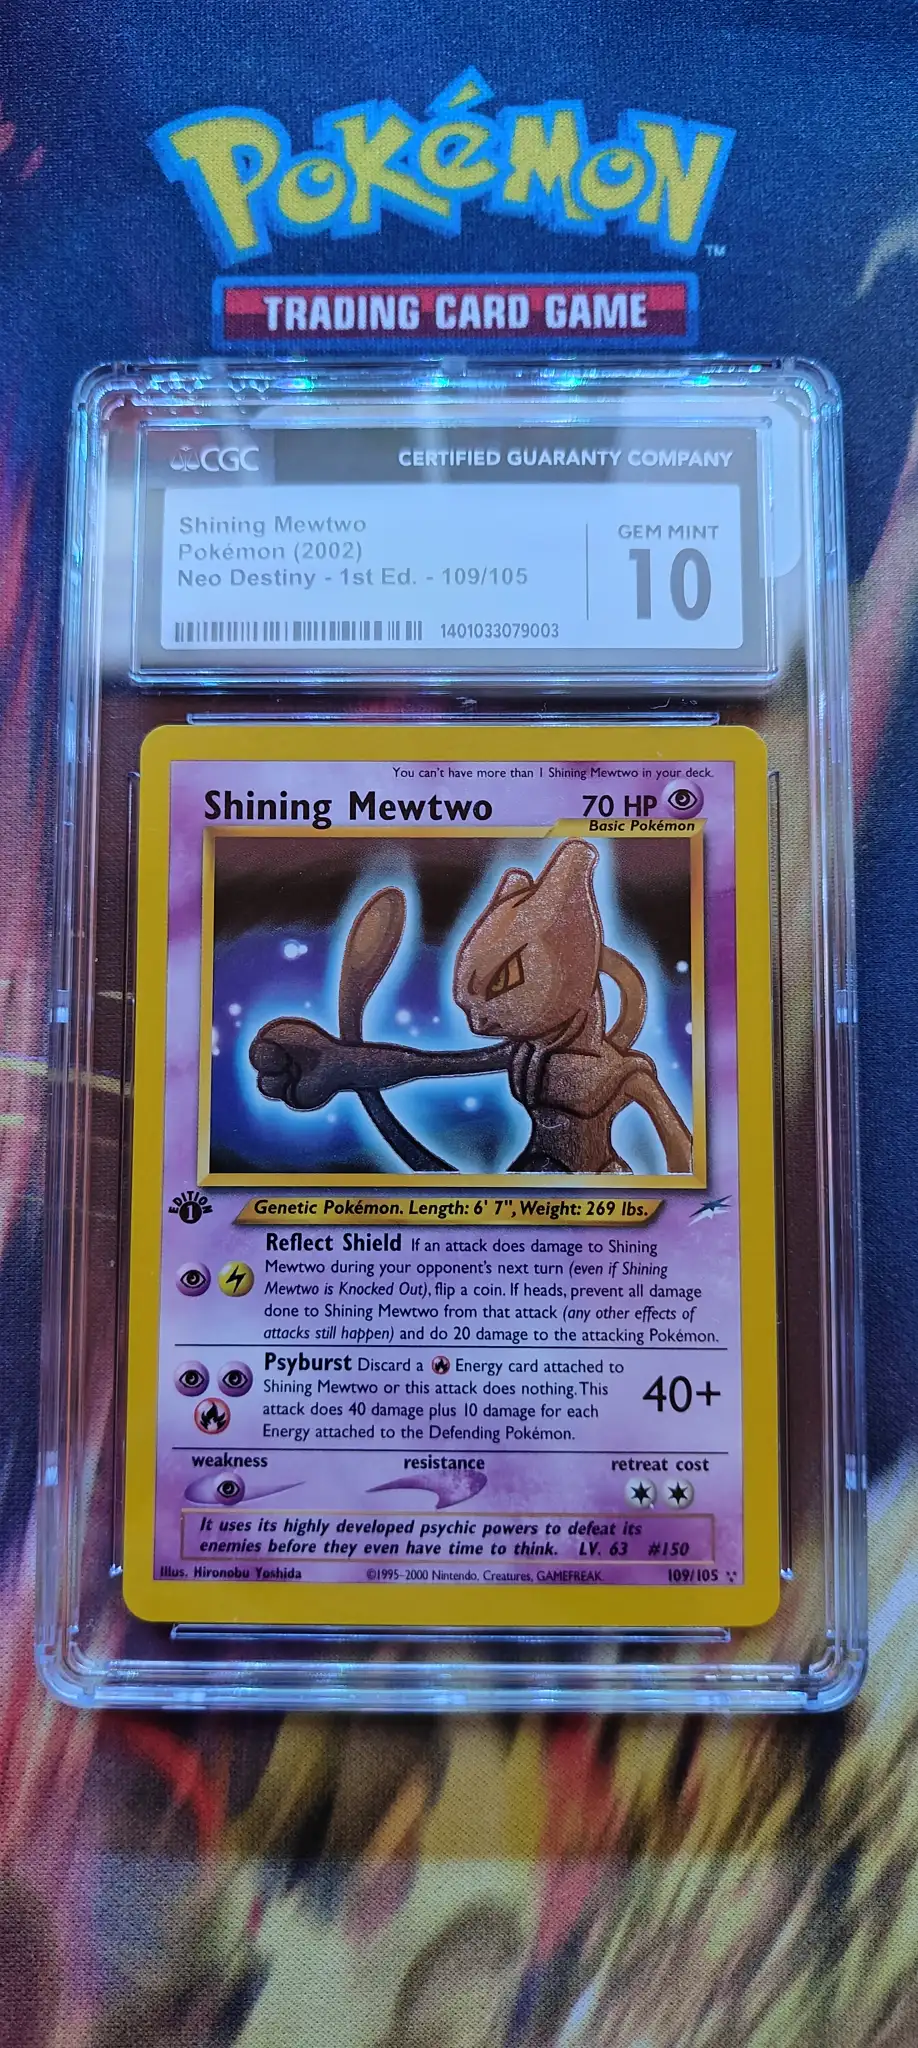 POKéMON
TM
TRADING CARD GAME
CGC CERTIFIED GUARANTY COMPANY
Shining Mewtwo
Pokémon (2002)
Neo Destiny - 1st Ed. - 109/105
GEM MINT
10
1401033079003
You can't have more than 1 Shining Mewtwo in your deck.
Shining Mewtwo 70 HP
Basic Pokémon
EDITION
1
Genetic Pokémon. Length: 6' 7", Weight: 269 lbs.
Reflect Shield If an attack does damage to Shining
Mewtwo during your opponent's next turn (even if Shining
Mewtwo is Knocked Out), flip a coin. If heads, prevent all damage
done to Shining Mewtwo from that attack (any other effects of
attacks still happen) and do 20 damage to the attacking Pokémon.
Psyburst Discard a Energy card attached to
Shining Mewtwo or this attack does nothing. This
attack does 40 damage plus 10 damage for each
Energy attached to the Defending Pokémon.
40+
weakness resistance retreat cost
It uses its highly developed psychic powers to defeat its
enemies before they even have time to think. LV. 63 #150
Illus. Hironobu Yoshida ©1995-2000 Nintendo, Creatures, GAMEFREAK. 109/105